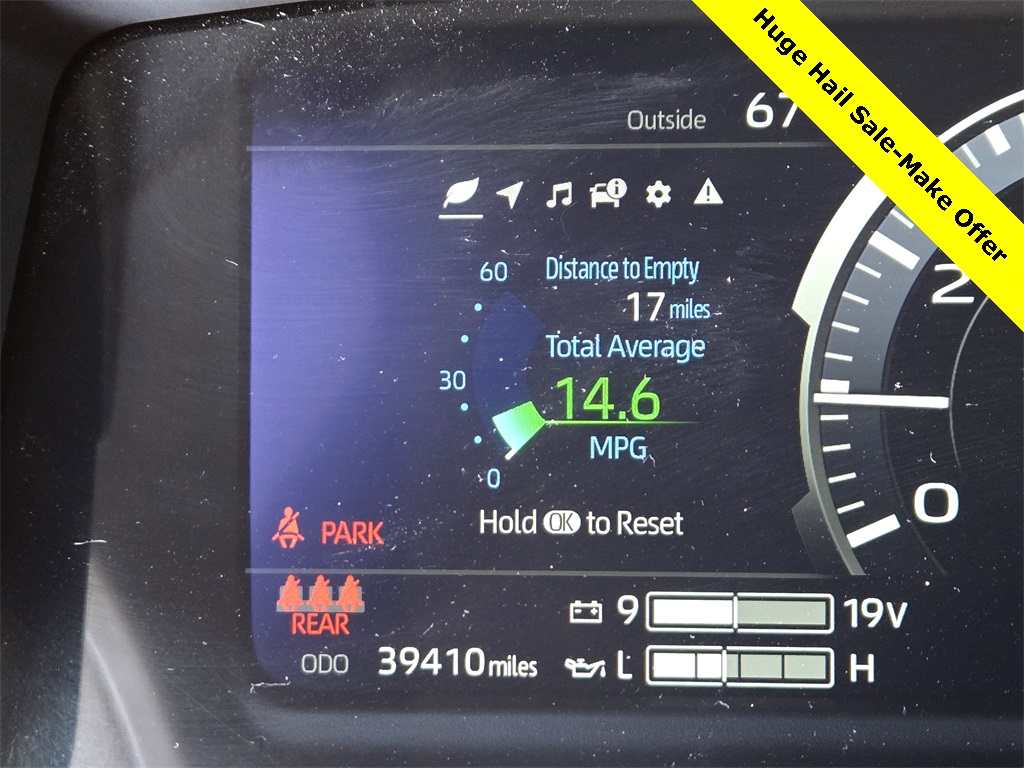 Huge Hail Sale-Make Offer
Outside 67
60
Distance to Empty
17 miles
Total Average
30
14.6
MPG
0
Hold OK to Reset
PARK
REAR
ODO 39410 miles
9 19V
L H
2
0